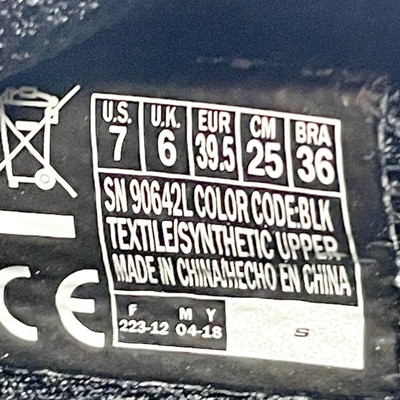 U.S. U.K. EUR CM BRA
7 6 39.5 25 36
SN 90642L COLOR CODE:BLK
TEXTILE/SYNTHETIC UPPER
MADE IN CHINA/HECHO EN CHINA
F M Y
223-12 04-18
S
CE